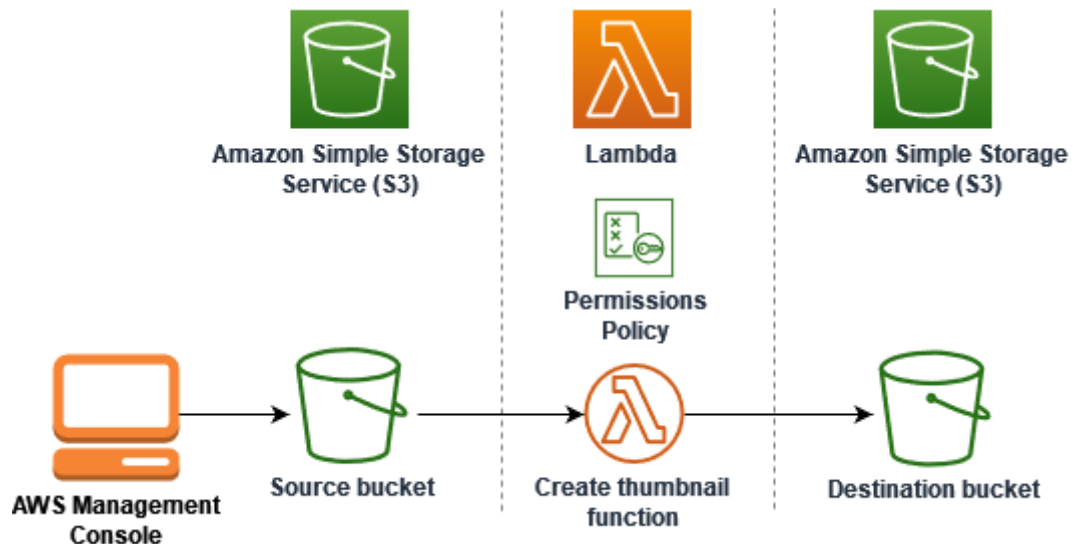 Amazon Simple Storage
Service (S3)
Lambda
Amazon Simple Storage
Service (S3)
Permissions
Policy
AWS Management
Console
Source bucket
Create thumbnail
function
Destination bucket